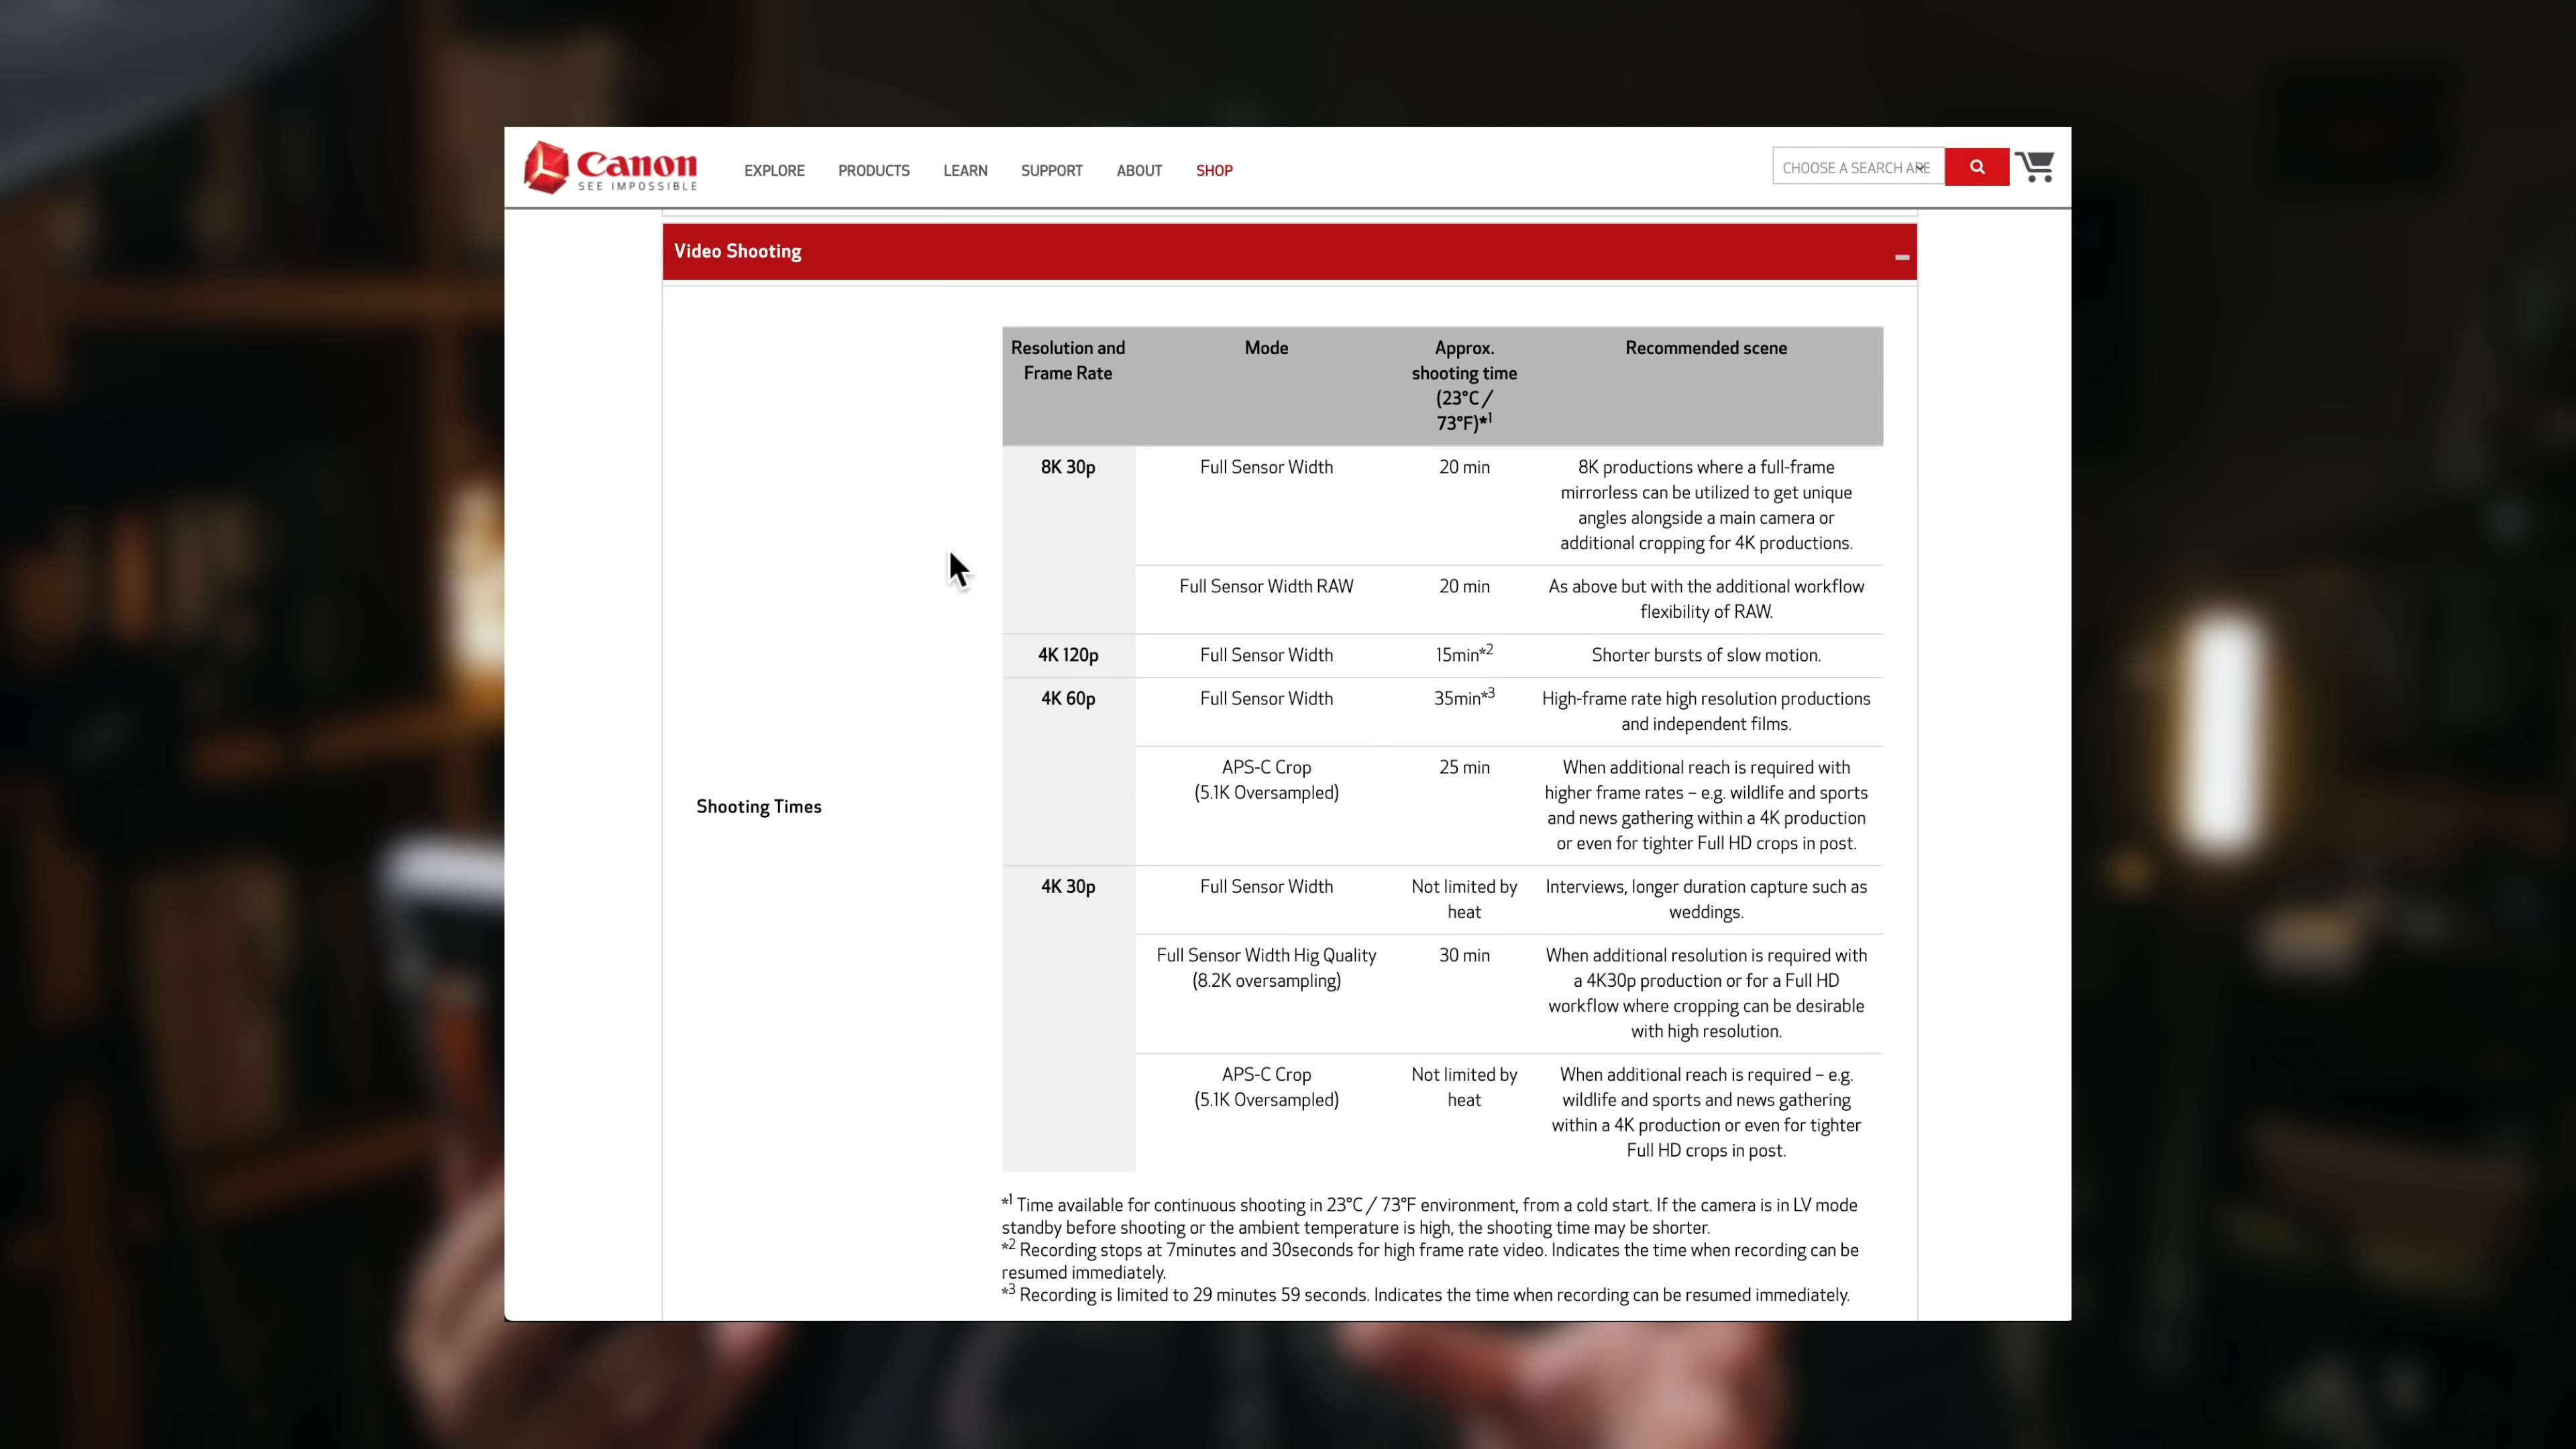 Canon
SEE IMPOSSIBLE
EXPLORE
PRODUCTS
LEARN
SUPPORT
ABOUT
SHOP
CHOOSE A SEARCH ARE
Video Shooting
Resolution and
Frame Rate
Mode
Approx.
shooting time
(23°C /
73°F)*1
Recommended scene
8K 30p
Full Sensor Width
20 min
8K productions where a full-frame
mirrorless can be utilized to get unique
angles alongside a main camera or
additional cropping for 4K productions.
Full Sensor Width RAW
20 min
As above but with the additional workflow
flexibility of RAW.
4K 120p
Full Sensor Width
15min*2
Shorter bursts of slow motion.
4K 60p
Full Sensor Width
35min*3
High-frame rate high resolution productions
and independent films.
APS-C Crop
(5.1K Oversampled)
25 min
When additional reach is required with
higher frame rates – e.g. wildlife and sports
and news gathering within a 4K production
or even for tighter Full HD crops in post.
Shooting Times
4K 30p
Full Sensor Width
Not limited by
heat
Interviews, longer duration capture such as
weddings.
Full Sensor Width Hig Quality
(8.2K oversampling)
30 min
When additional resolution is required with
a 4K30p production or for a Full HD
workflow where cropping can be desirable
with high resolution.
APS-C Crop
(5.1K Oversampled)
Not limited by
heat
When additional reach is required – e.g.
wildlife and sports and news gathering
within a 4K production or even for tighter
Full HD crops in post.
*1 Time available for continuous shooting in 23°C / 73°F environment, from a cold start. If the camera is in LV mode
standby before shooting or the ambient temperature is high, the shooting time may be shorter.
*2 Recording stops at 7minutes and 30seconds for high frame rate video. Indicates the time when recording can be
resumed immediately.
*3 Recording is limited to 29 minutes 59 seconds. Indicates the time when recording can be resumed immediately.